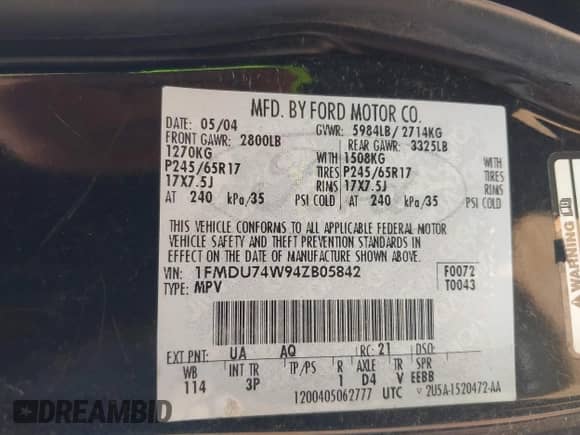 MFD. BY FORD MOTOR CO.
DATE: 05/04 GVWR: 5984LB/ 2714KG
FRONT GAWR: 2800LB REAR GAWR: 3325LB
1270KG WITH 1508KG WITH
P245/65R17 TIRES P245/65R17 TIRES
17X7.5J RIMS 17X7.5J RIMS
AT 240 kPa/35 PSI COLD AT 240 kPa/35 PSI COLD
THIS VEHICLE CONFORMS TO ALL APPLICABLE FEDERAL MOTOR
VEHICLE SAFETY AND THEFT PREVENTION STANDARDS IN
EFFECT ON THE DATE OF MANUFACTURE SHOWN ABOVE.
VIN: 1FMDU74W94ZB05842 F0072
TYPE: MPV T0043
EXT PNT: UA AQ RC: 21 DSO:
WB INT TR TP/PS R AXLE TR SPR
114 3P 1 D4 V EEBB
1200405062777 UTC 2U5A-1520472-AA
WARNING
DREAMBID